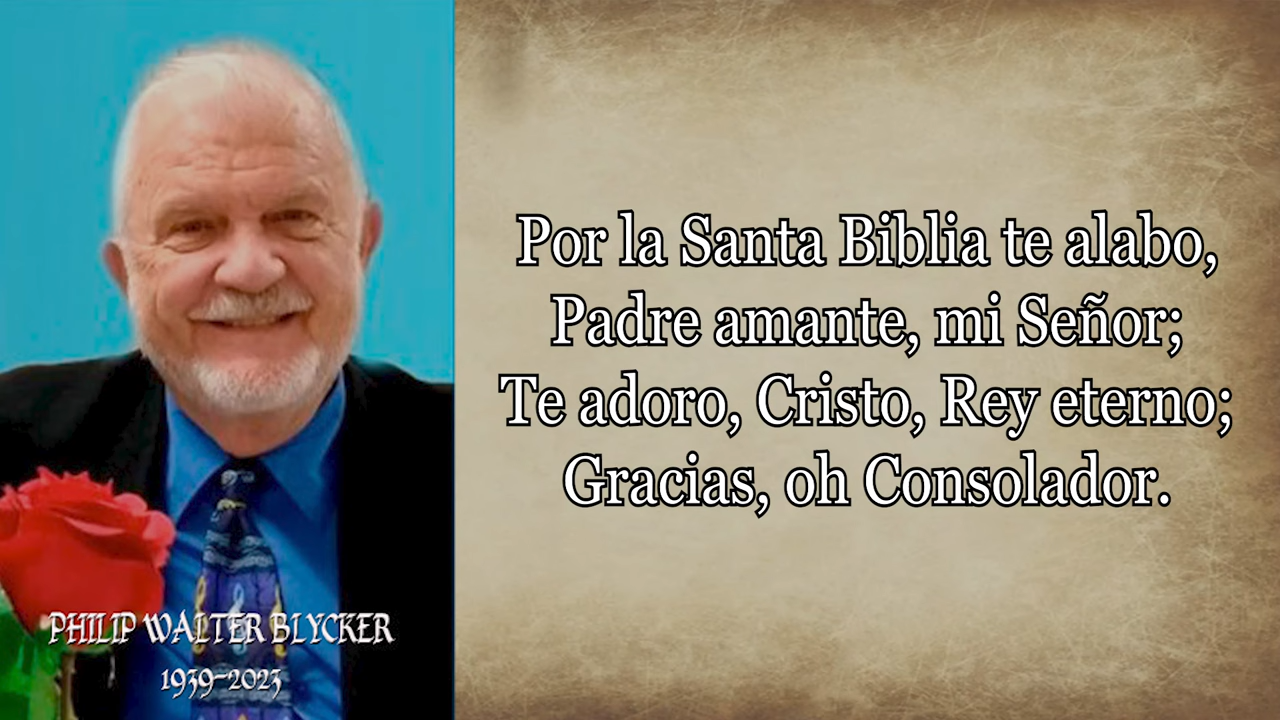 Por la Santa Biblia te alabo,
Padre amante, mi Señor;
Te adoro, Cristo, Rey eterno;
Gracias, oh Consolador.
PHILIP WALTER BLYCKER
1939-2023